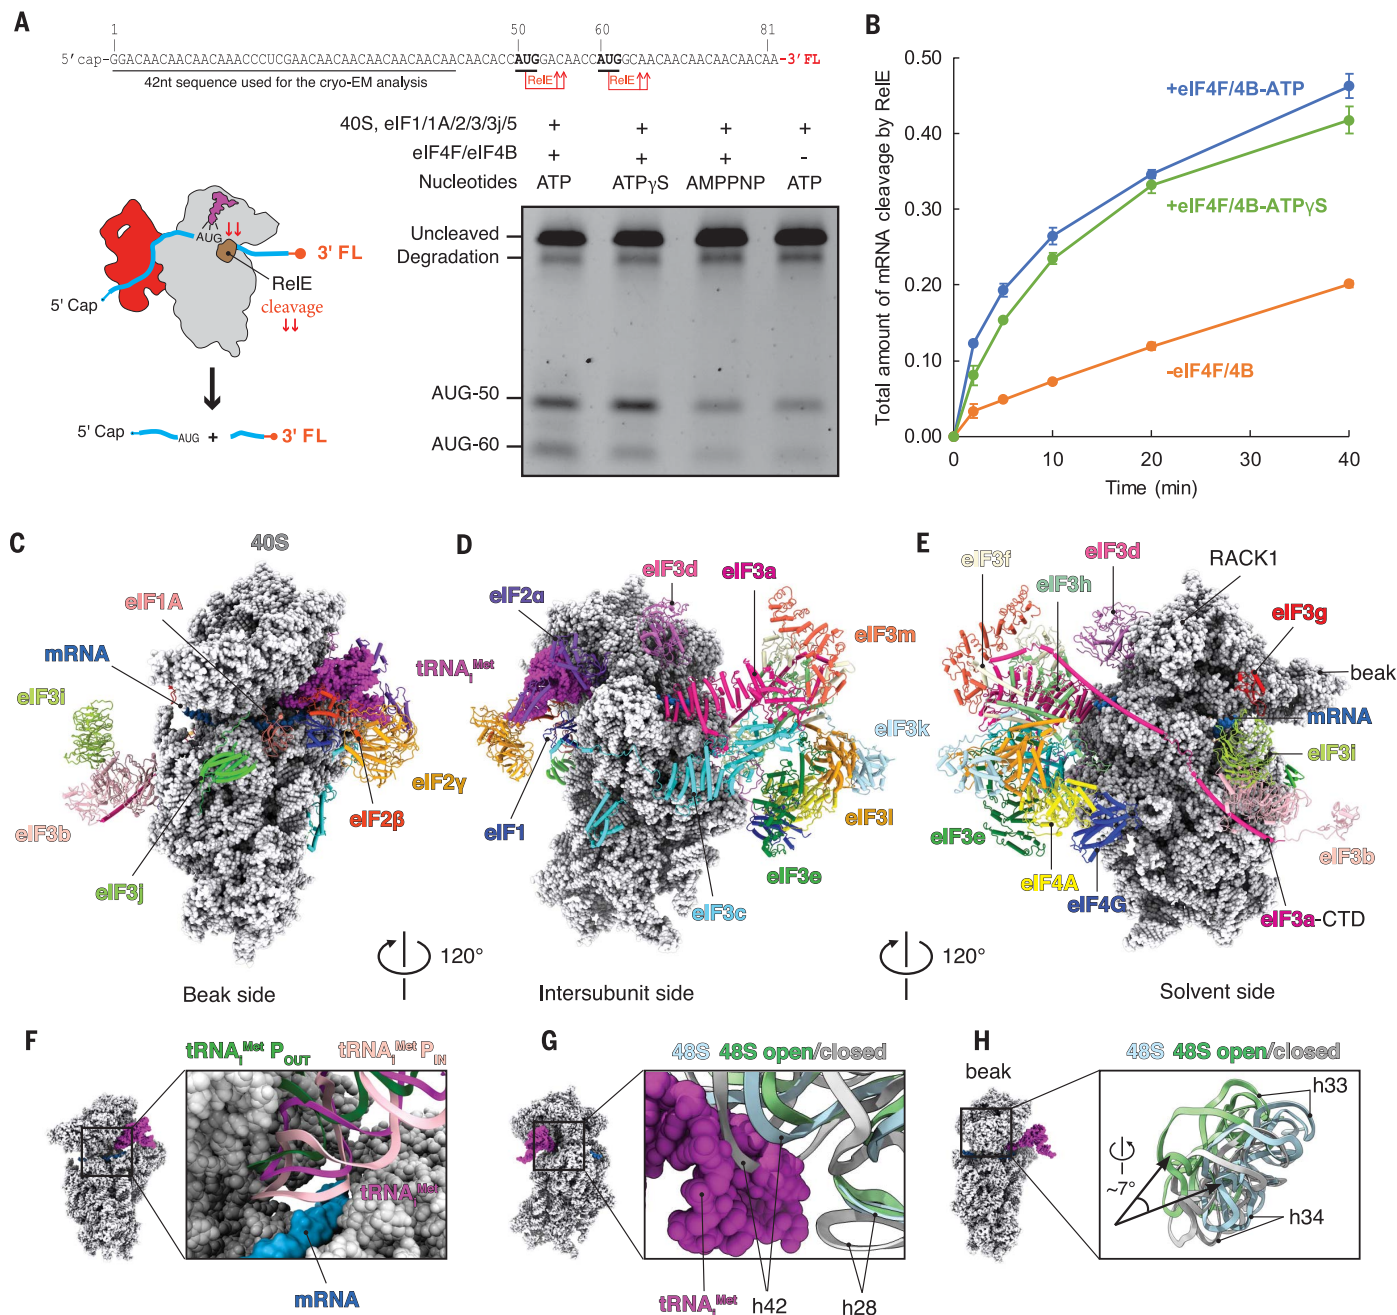 A
1 50 60 81
5'cap-GGACAACAACAACAAACCCUCGAACAACAACAACAACAACAACACCAUGGACAACCAUGGCAACAACAACAACAACAA-3'FL
42nt sequence used for the cryo-EM analysis
RelE RelE
40S, eIF1/1A/2/3/3j/5 + + + +
eIF4F/eIF4B + + + -
Nucleotides ATP ATPγS AMPPNP ATP
Uncleaved
Degradation
AUG-50
AUG-60
AUG
3' FL
RelE
cleavage
5' Cap
5' Cap AUG + 3' FL
B
Total amount of mRNA cleavage by RelE
0.50
0.40
0.30
0.20
0.10
0.00
0 10 20 30 40
Time (min)
+eIF4F/4B-ATP
+eIF4F/4B-ATPγS
-eIF4F/4B
C
40S
eIF1A
mRNA
eIF3i
eIF3b
eIF3j
tRNAiMet
eIF2γ
eIF2β
Beak side
120°
D
eIF2α
eIF3d
eIF3a
eIF3m
eIF3k
eIF3l
eIF3e
eIF3c
eIF1
Intersubunit side
120°
E
eIF3f
eIF3h
eIF3d
RACK1
eIF3g
beak
mRNA
eIF3i
eIF3b
eIF3a-CTD
eIF3e
eIF4A
eIF4G
Solvent side
F
tRNAiMet POUT tRNAiMet PIN
tRNAiMet
mRNA
G
48S 48S open/closed
tRNAiMet
h42
h28
H
48S 48S open/closed
beak
h33
~7°
h34